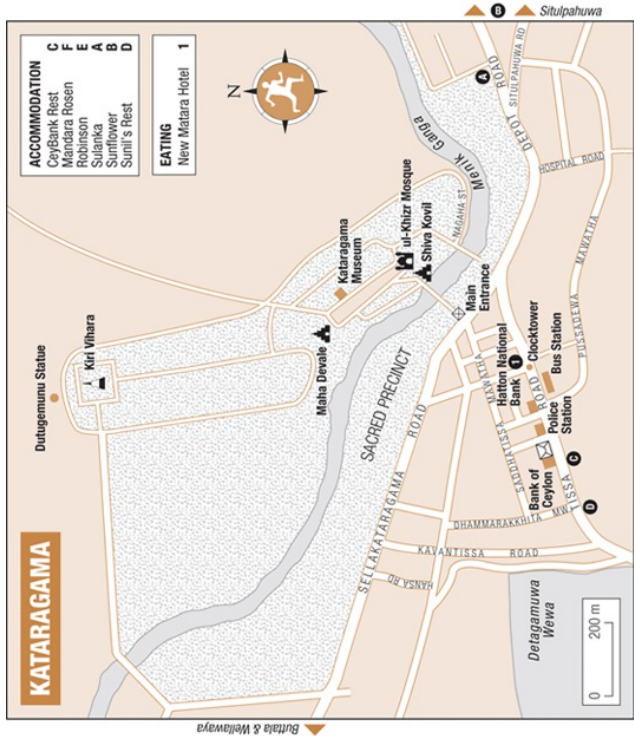 KATARAGAMA
ACCOMMODATION
CeyBank Rest C
Mandara Rosen F
Robinson E
Sulanka A
Sunflower B
Sunil's Rest D
EATING
New Matara Hotel 1
N
Dutugemunu Statue
Kiri Vihara
Kataragama
Museum
Maha Devale
ul-Khizr Mosque
Shiva Kovil
Menik Ganga
NAGAHA ST
SACRED PRECINCT
Main
Entrance
SELLAKATARAGAMA ROAD
SADDHATISSA MAWATHA
Hatton National
Bank
1
Clocktower
Bus Station
Police
Station
Bank of
Ceylon
TISSA ROAD
C
D
DHAMMARAKKHITA MW
KAVANTISSA ROAD
HANSA RD
PUSSADEWA MAWATHA
HOSPITAL ROAD
DEPOT ROAD
SITULPAHUWA RD
A
B
Situlpahuwa
Buttala & Wellawaya
Detagamuwa
Wewa
0 200 m